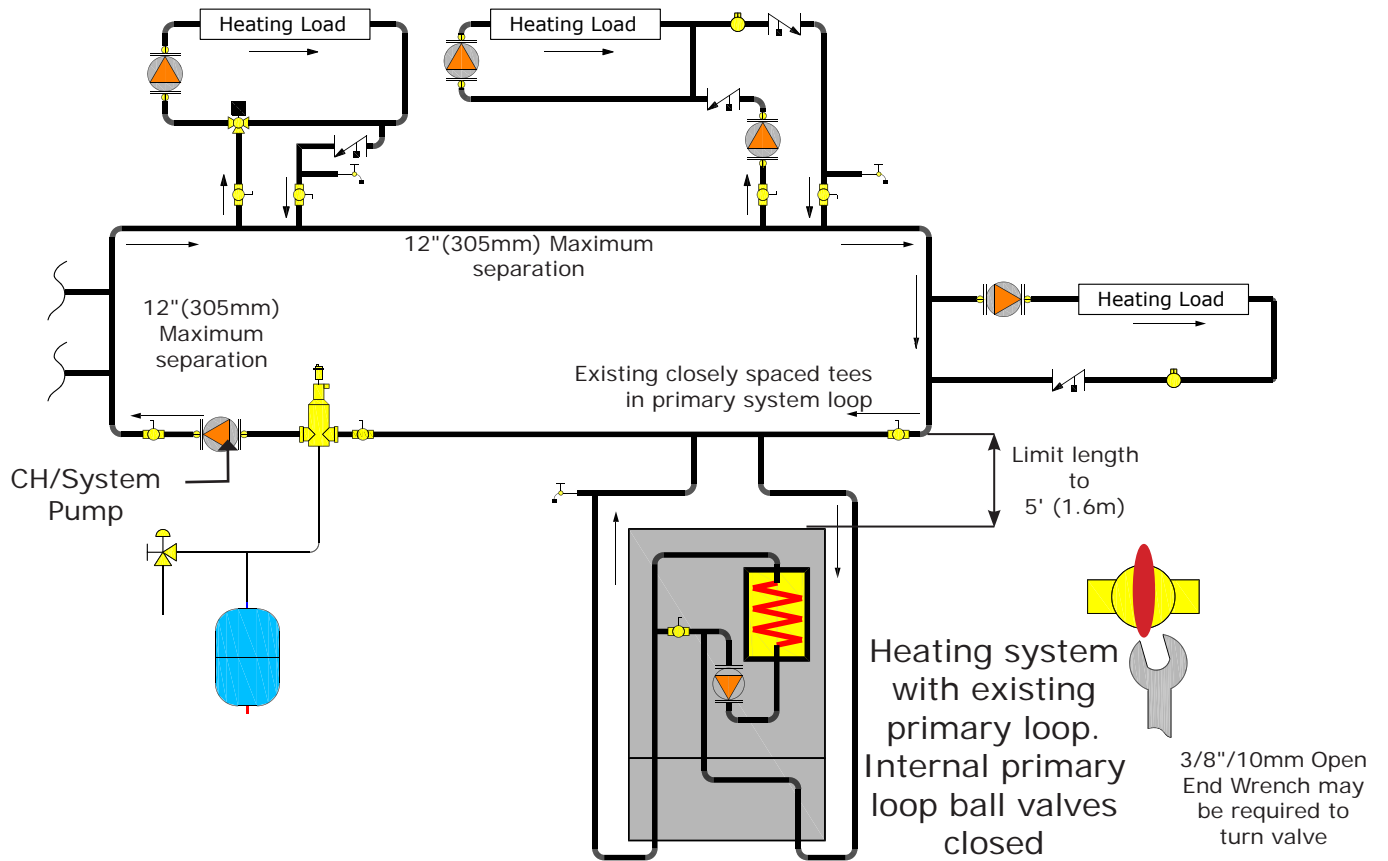 Heating Load
Heating Load
12"(305mm) Maximum
separation
12"(305mm)
Maximum
separation
Heating Load
Existing closely spaced tees
in primary system loop
CH/System
Pump
Limit length
to
5' (1.6m)
Heating system
with existing
primary loop.
Internal primary
loop ball valves
closed
3/8"/10mm Open
End Wrench may
be required to
turn valve